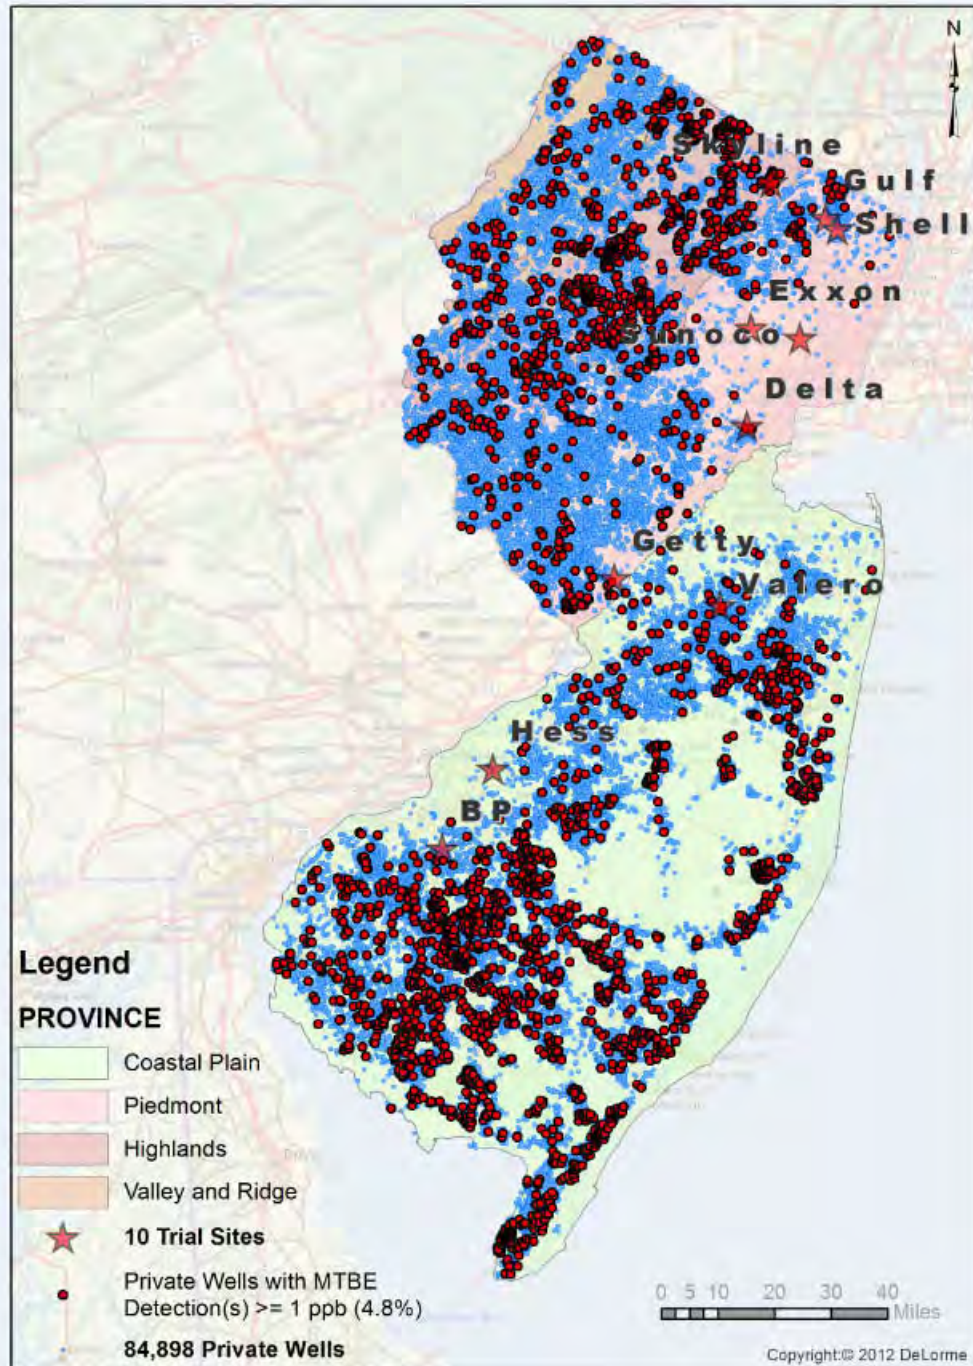 N
Skyline
Gulf
Shell
Exxon
Sunoco
Delta
Getty
Valero
Hess
BP
Legend
PROVINCE
Coastal Plain
Piedmont
Highlands
Valley and Ridge
10 Trial Sites
Private Wells with MTBE
Detection(s) >= 1 ppb (4.8%)
84,898 Private Wells
0 5 10 20 30 40
Miles
Copyright:© 2012 DeLorme